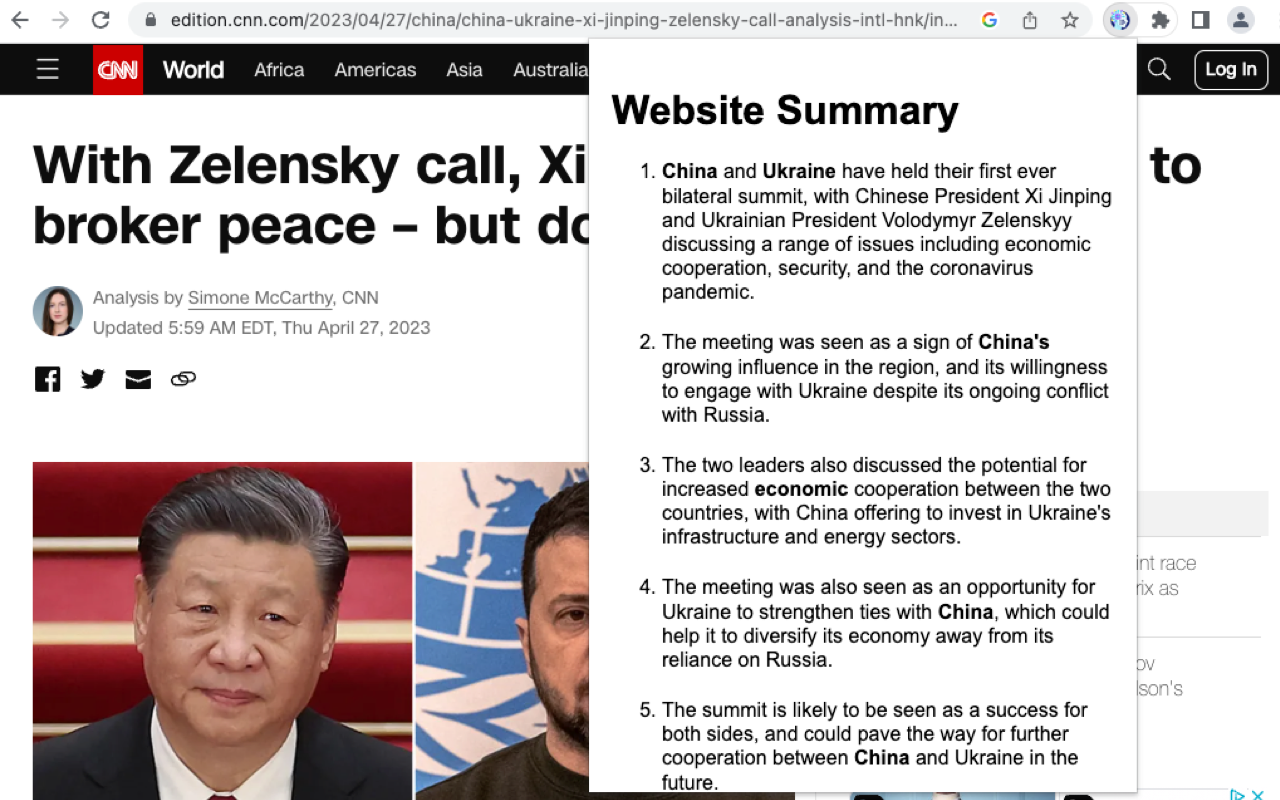 edition.cnn.com/2023/04/27/china/china-ukraine-xi-jinping-zelensky-call-analysis-intl-hnk/in...
CNN World Africa Americas Asia Australia
Log In
With Zelensky call, Xi to
broker peace – but do
Analysis by Simone McCarthy, CNN
Updated 5:59 AM EDT, Thu April 27, 2023
Website Summary
1. China and Ukraine have held their first ever
bilateral summit, with Chinese President Xi Jinping
and Ukrainian President Volodymyr Zelenskyy
discussing a range of issues including economic
cooperation, security, and the coronavirus
pandemic.
2. The meeting was seen as a sign of China's
growing influence in the region, and its willingness
to engage with Ukraine despite its ongoing conflict
with Russia.
3. The two leaders also discussed the potential for
increased economic cooperation between the two
countries, with China offering to invest in Ukraine's
infrastructure and energy sectors.
4. The meeting was also seen as an opportunity for
Ukraine to strengthen ties with China, which could
help it to diversify its economy away from its
reliance on Russia.
5. The summit is likely to be seen as a success for
both sides, and could pave the way for further
cooperation between China and Ukraine in the
future.
int race
rix as
ov
lson's